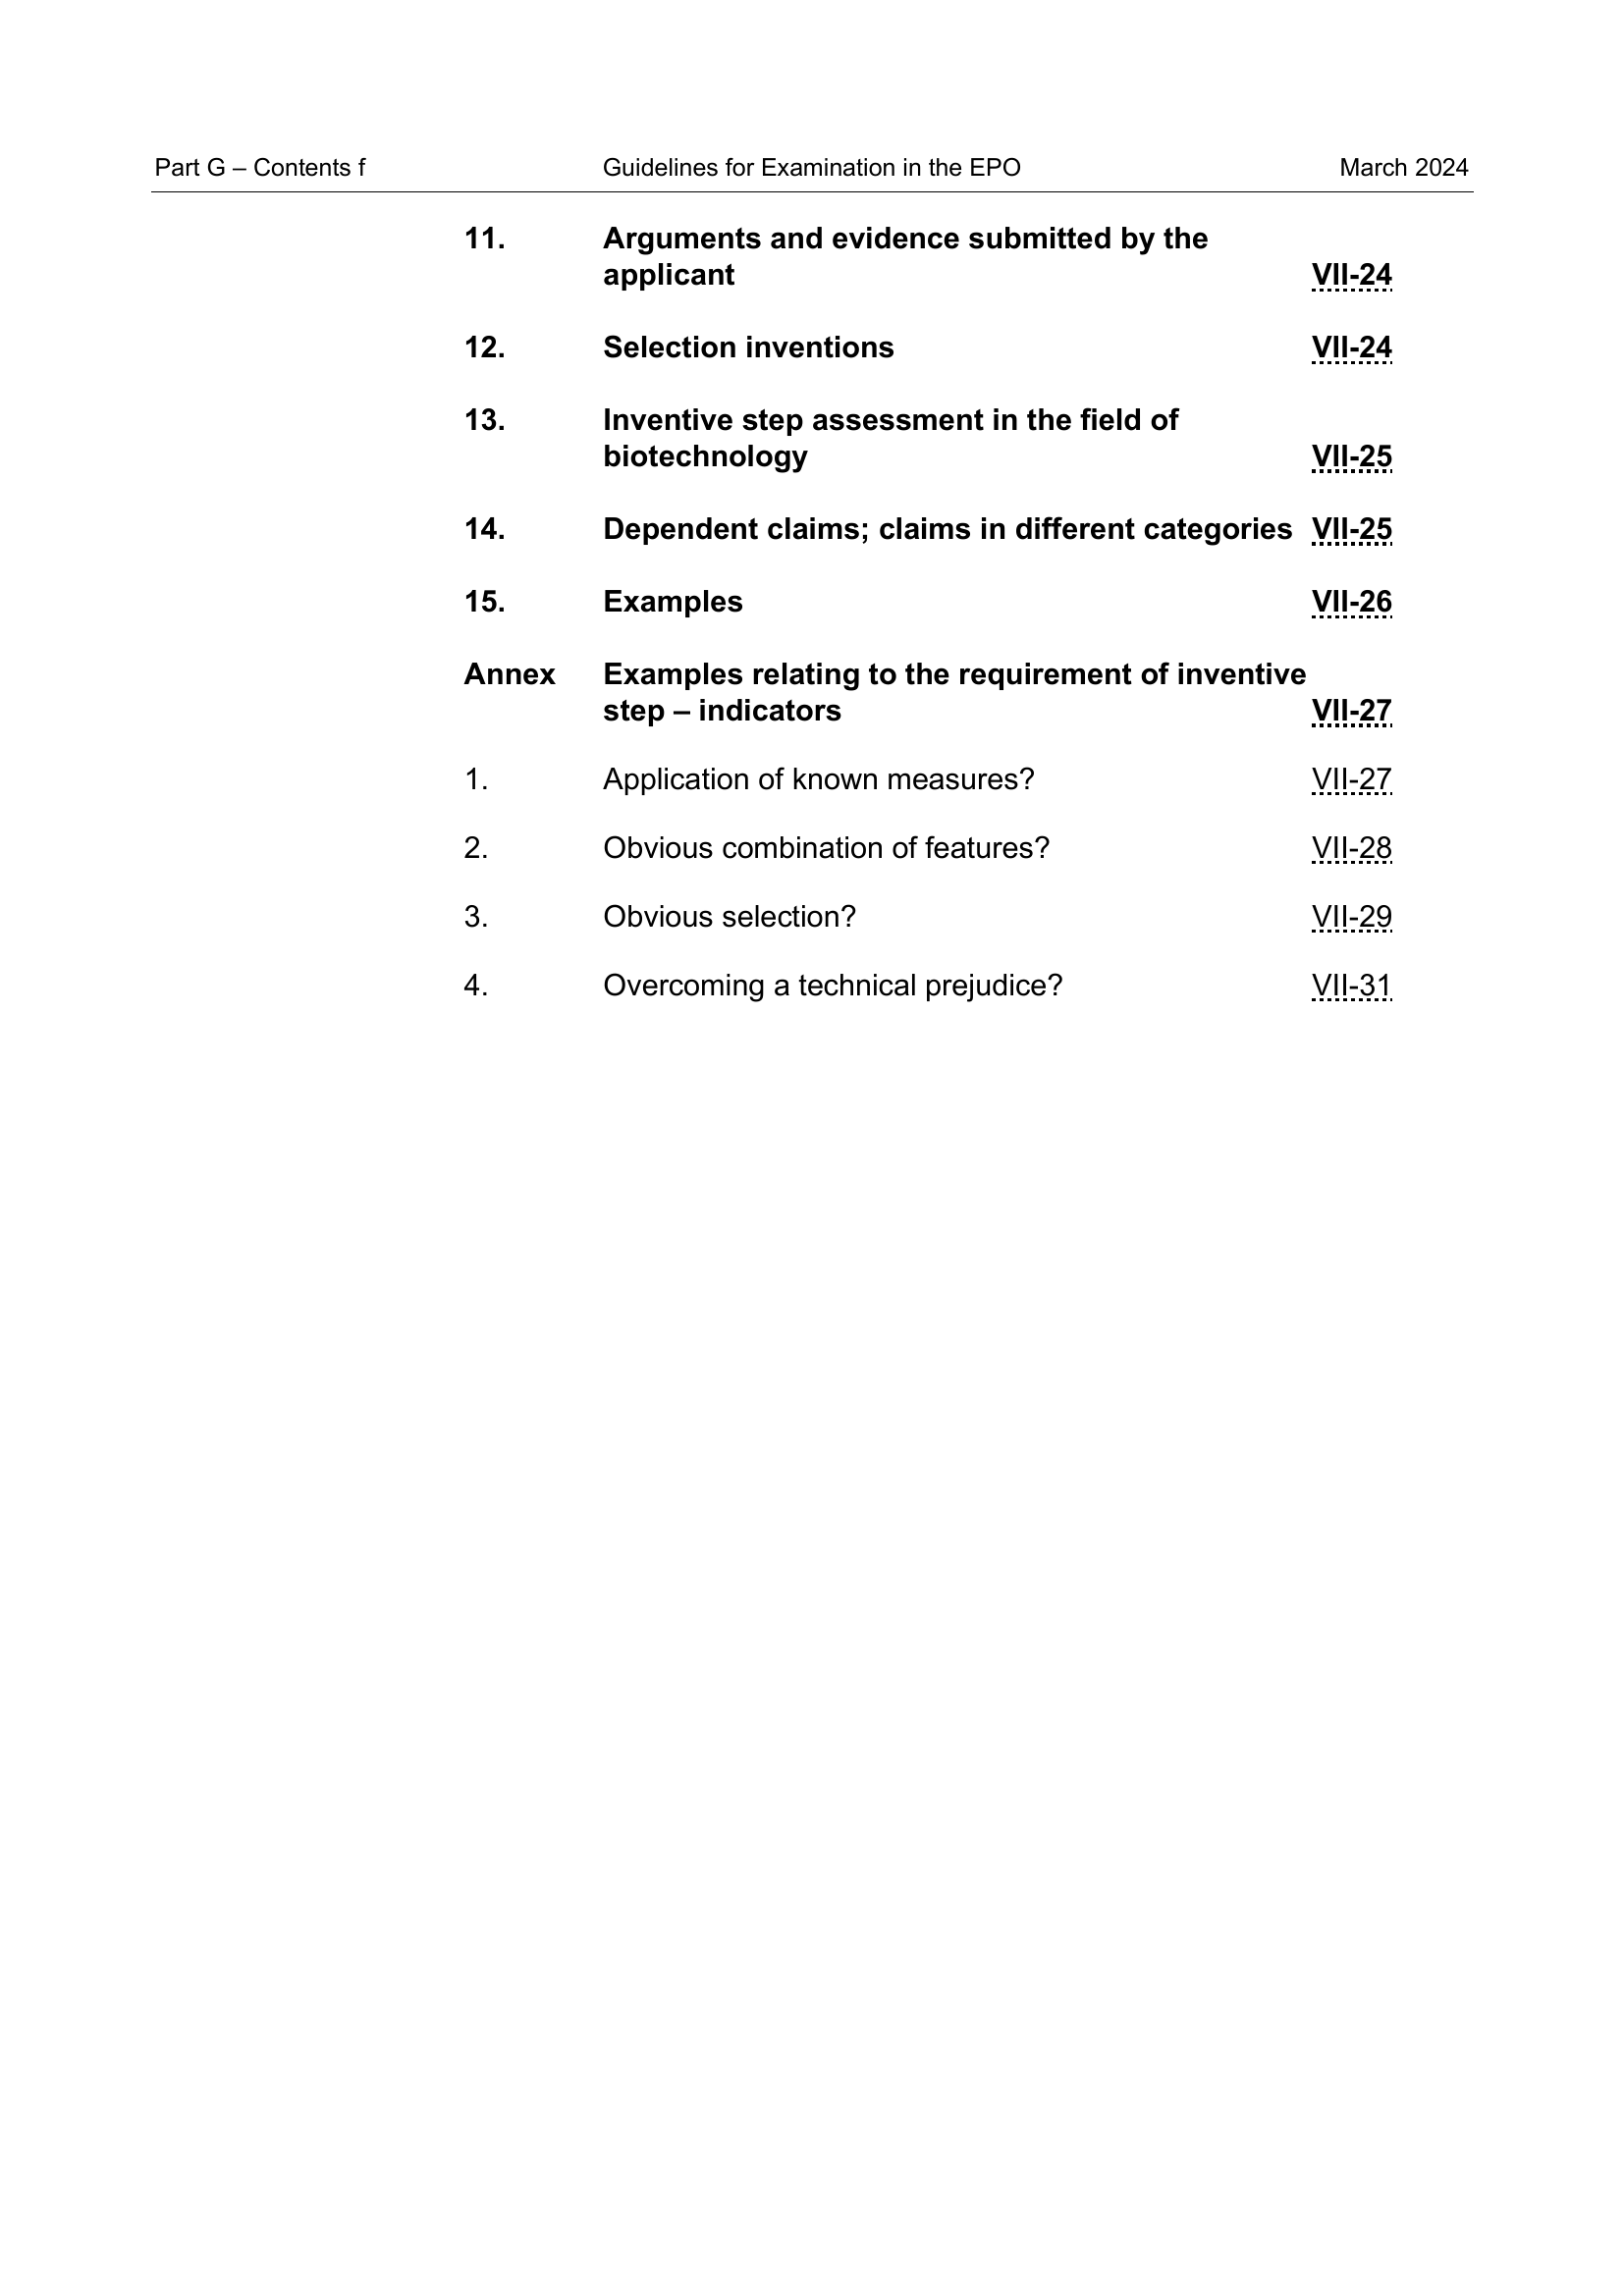 Part G – Contents f Guidelines for Examination in the EPO March 2024
11. Arguments and evidence submitted by the
applicant VII-24
12. Selection inventions VII-24
13. Inventive step assessment in the field of
biotechnology VII-25
14. Dependent claims; claims in different categories VII-25
15. Examples VII-26
Annex Examples relating to the requirement of inventive
step – indicators VII-27
1. Application of known measures? VII-27
2. Obvious combination of features? VII-28
3. Obvious selection? VII-29
4. Overcoming a technical prejudice? VII-31